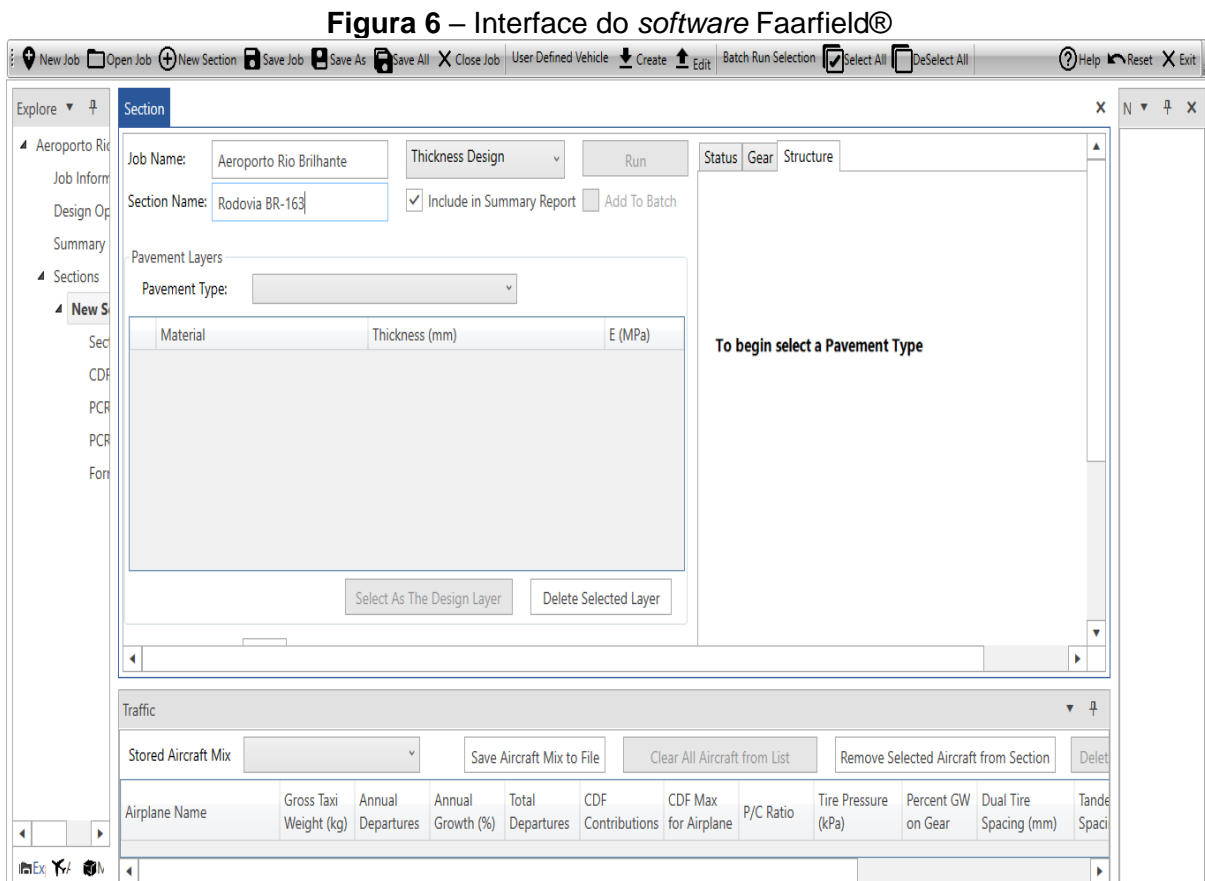 Figura 6 – Interface do software Faarfield®
New Job Open Job New Section Save Job Save As Save All Close Job User Defined Vehicle Create Edit Batch Run Selection Select All DeSelect All Help Reset Exit
Explore
Section
N
Aeroporto Rio
Job Inform
Design Op
Summary
Sections
New Se
Sect
CDF
PCR
PCR
Forr
Job Name: Aeroporto Rio Brilhante Thickness Design Run
Section Name: Rodovia BR-163 Include in Summary Report Add To Batch
Pavement Layers
Pavement Type:
Material Thickness (mm) E (MPa)
Select As The Design Layer Delete Selected Layer
Status Gear Structure
To begin select a Pavement Type
Traffic
Stored Aircraft Mix Save Aircraft Mix to File Clear All Aircraft from List Remove Selected Aircraft from Section Delet
Airplane Name Gross Taxi Weight (kg) Annual Departures Annual Growth (%) Total Departures CDF Contributions CDF Max for Airplane P/C Ratio Tire Pressure (kPa) Percent GW on Gear Dual Tire Spacing (mm) Tande Spaci
Ex A M